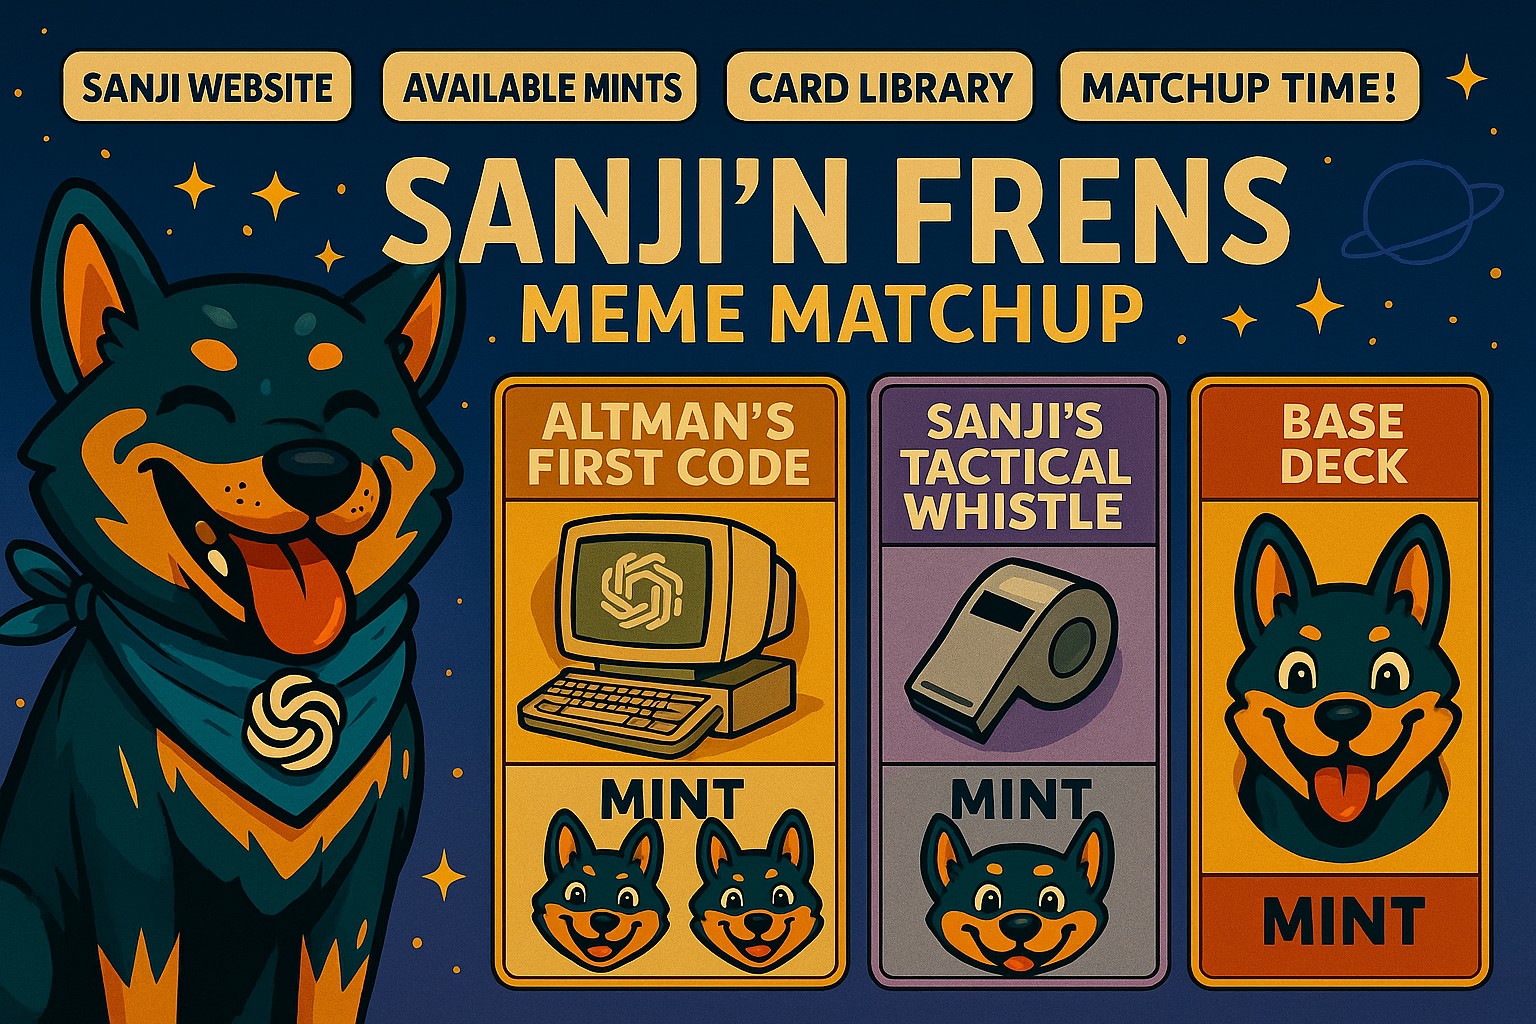 SANJI WEBSITE
AVAILABLE MINTS
CARD LIBRARY
MATCHUP TIME!
SANJI’N FRENS
MEME MATCHUP
ALTMAN’S
FIRST CODE
MINT
SANJI’S
TACTICAL
WHISTLE
MINT
BASE
DECK
MINT